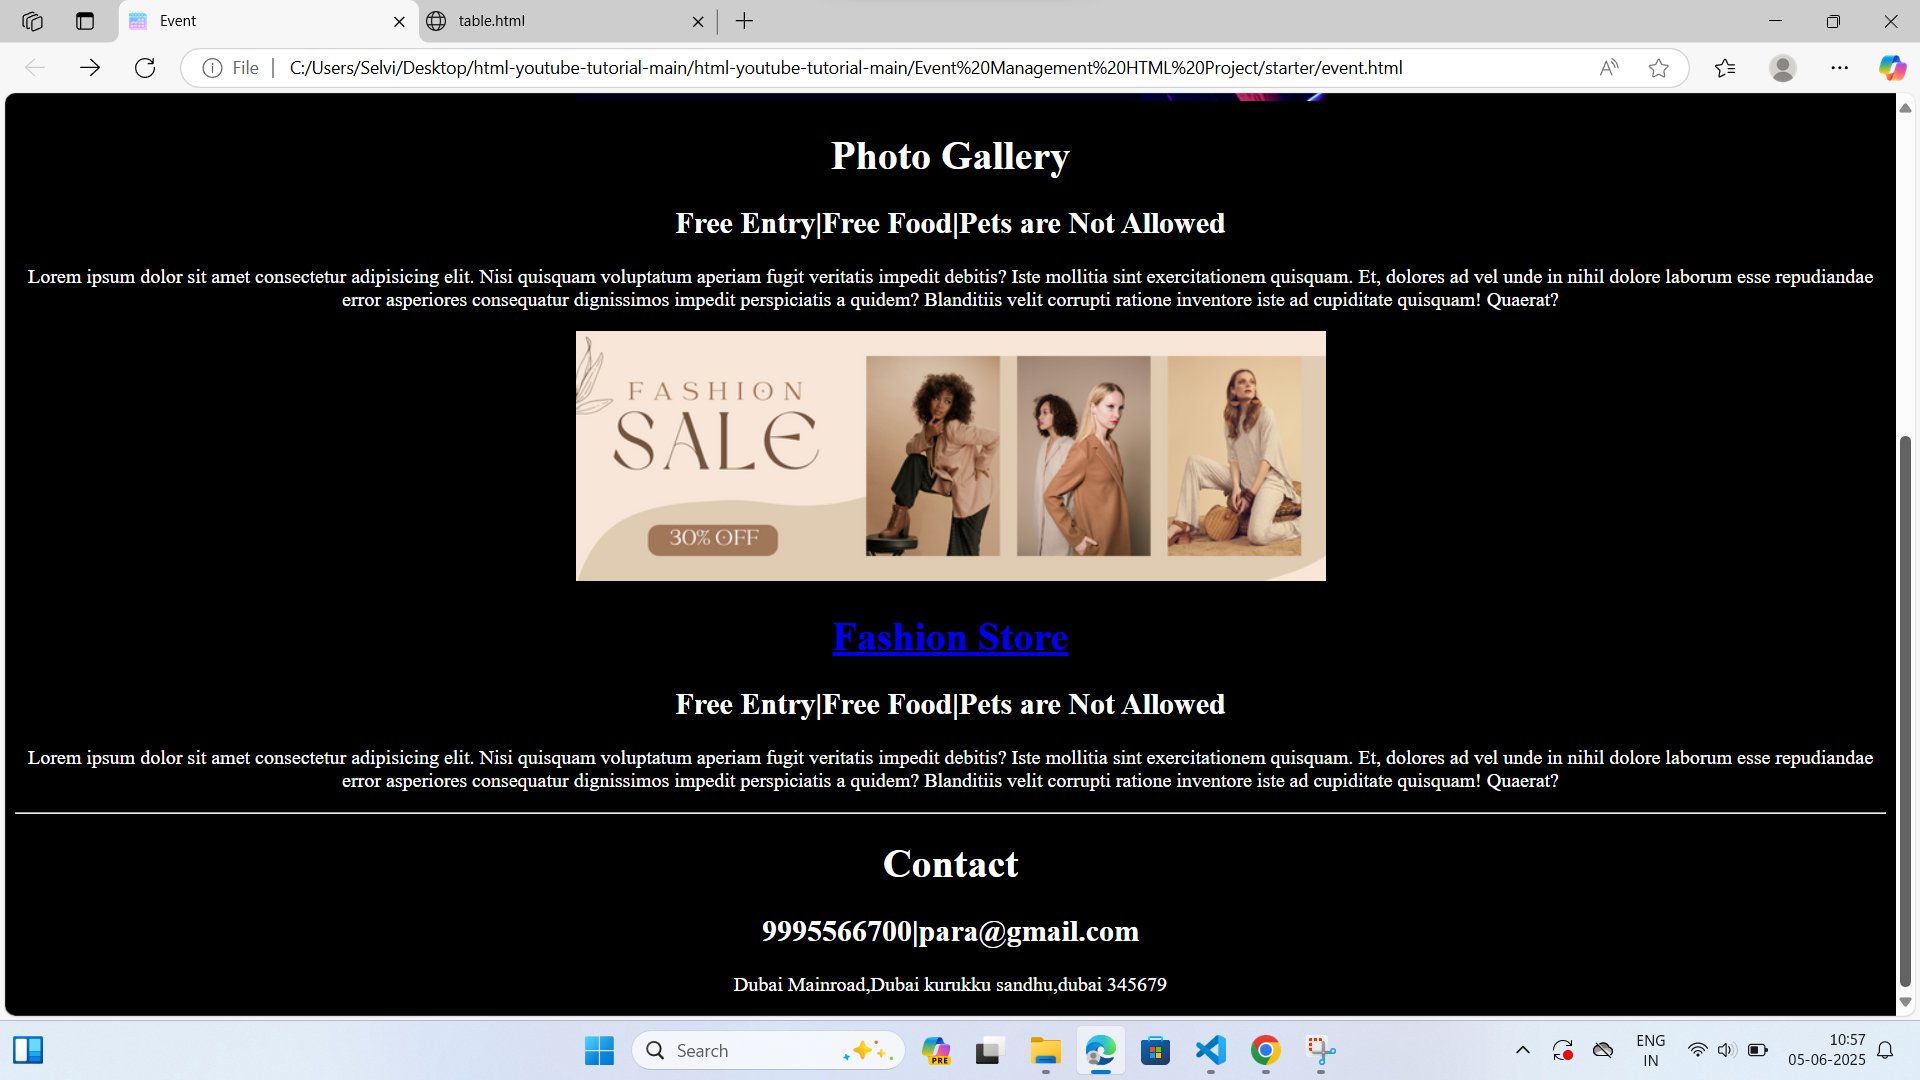 Event
table.html
File
C:/Users/Selvi/Desktop/html-youtube-tutorial-main/html-youtube-tutorial-main/Event%20Management%20HTML%20Project/starter/event.html
Photo Gallery
Free Entry|Free Food|Pets are Not Allowed
Lorem ipsum dolor sit amet consectetur adipisicing elit. Nisi quisquam voluptatum aperiam fugit veritatis impedit debitis? Iste mollitia sint exercitationem quisquam. Et, dolores ad vel unde in nihil dolore laborum esse repudiandae
error asperiores consequatur dignissimos impedit perspiciatis a quidem? Blanditiis velit corrupti ratione inventore iste ad cupiditate quisquam! Quaerat?
FASHION
SALE
30% OFF
Fashion Store
Free Entry|Free Food|Pets are Not Allowed
Lorem ipsum dolor sit amet consectetur adipisicing elit. Nisi quisquam voluptatum aperiam fugit veritatis impedit debitis? Iste mollitia sint exercitationem quisquam. Et, dolores ad vel unde in nihil dolore laborum esse repudiandae
error asperiores consequatur dignissimos impedit perspiciatis a quidem? Blanditiis velit corrupti ratione inventore iste ad cupiditate quisquam! Quaerat?
Contact
9995566700|para@gmail.com
Dubai Mainroad,Dubai kurukku sandhu,dubai 345679
Search
PRE
ENG
IN
10:57
05-06-2025